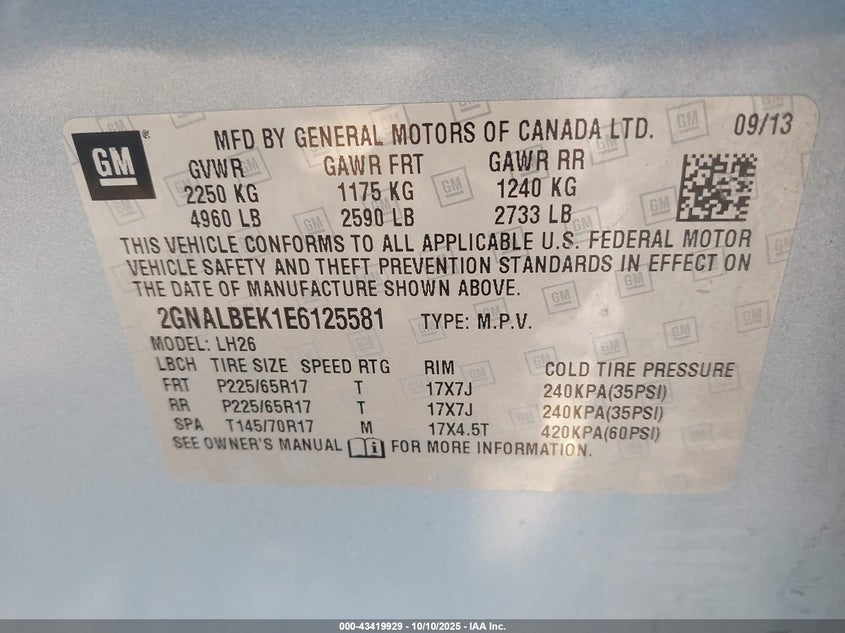 GM ® MFD BY GENERAL MOTORS OF CANADA LTD. 09/13
GVWR GAWR FRT GAWR RR
2250 KG 1175 KG 1240 KG
4960 LB 2590 LB 2733 LB
THIS VEHICLE CONFORMS TO ALL APPLICABLE U.S. FEDERAL MOTOR
VEHICLE SAFETY AND THEFT PREVENTION STANDARDS IN EFFECT ON
THE DATE OF MANUFACTURE SHOWN ABOVE.
2GNALBEK1E6125581 TYPE: M.P.V.
MODEL: LH26
LBCH TIRE SIZE SPEED RTG RIM COLD TIRE PRESSURE
FRT P225/65R17 T 17X7J 240KPA(35PSI)
RR P225/65R17 T 17X7J 240KPA(35PSI)
SPA T145/70R17 M 17X4.5T 420KPA(60PSI)
SEE OWNER'S MANUAL FOR MORE INFORMATION.
000-43419929 - 10/10/2025 - IAA Inc.